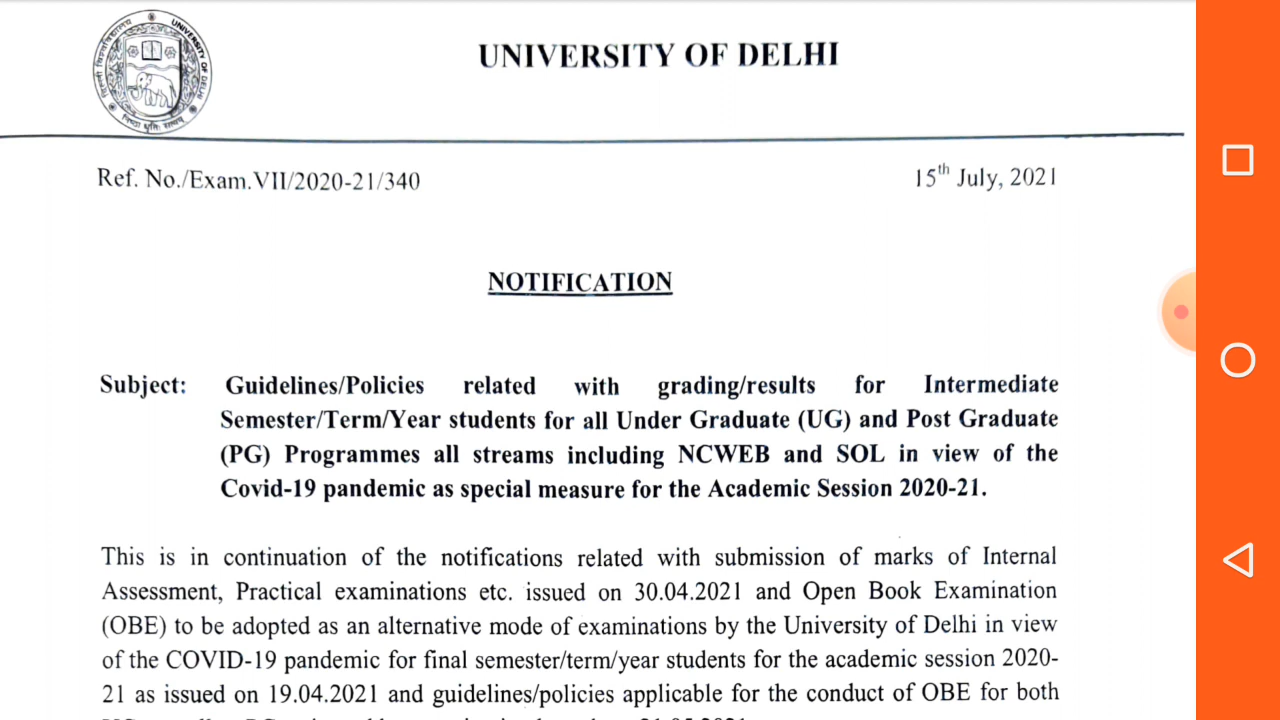 UNIVERSITY OF DELHI
UNIVERSITY OF DELHI
Ref. No./Exam.VII/2020-21/340
15th July, 2021
NOTIFICATION
Subject: Guidelines/Policies related with grading/results for Intermediate
Semester/Term/Year students for all Under Graduate (UG) and Post Graduate
(PG) Programmes all streams including NCWEB and SOL in view of the
Covid-19 pandemic as special measure for the Academic Session 2020-21.
This is in continuation of the notifications related with submission of marks of Internal
Assessment, Practical examinations etc. issued on 30.04.2021 and Open Book Examination
(OBE) to be adopted as an alternative mode of examinations by the University of Delhi in view
of the COVID-19 pandemic for final semester/term/year students for the academic session 2020-
21 as issued on 19.04.2021 and guidelines/policies applicable for the conduct of OBE for both